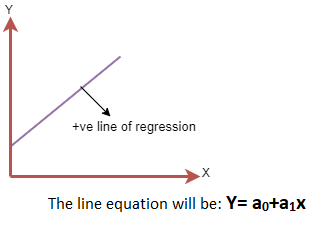 Y
+ve line of regression
X
The line equation will be: Y= a₀+a₁x